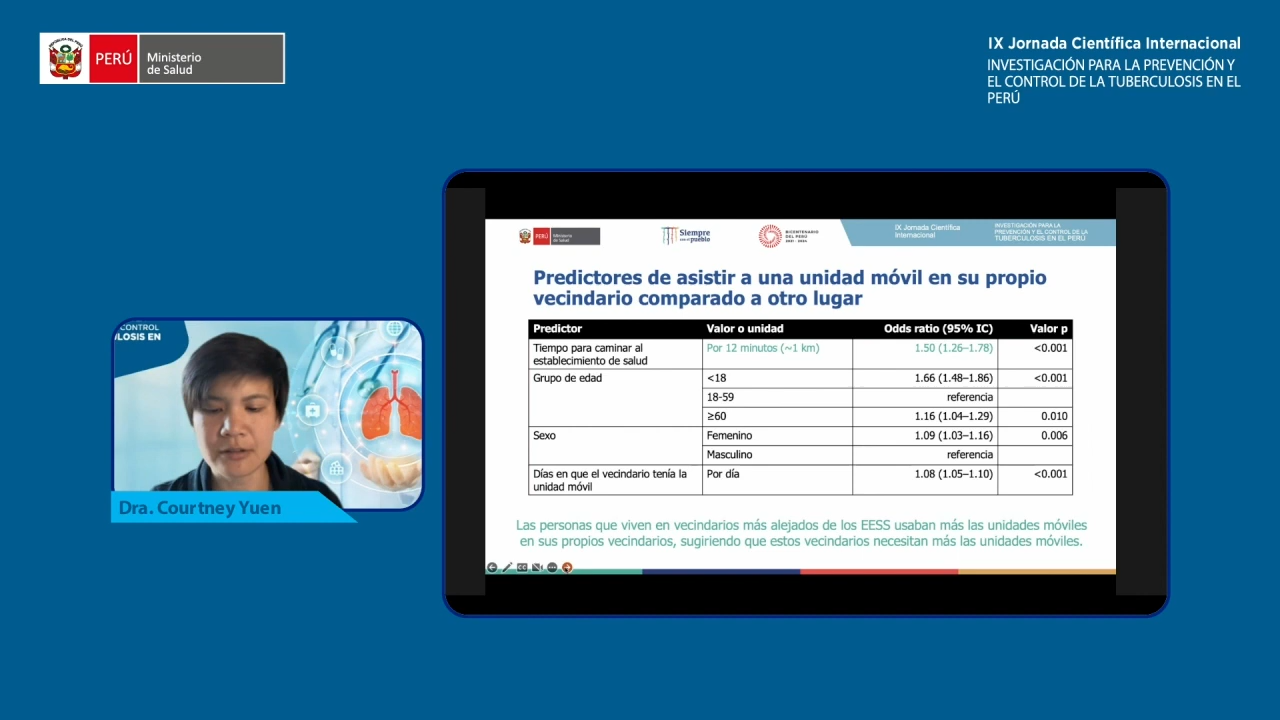 PERÚ
Ministerio
de Salud
IX Jornada Científica Internacional
INVESTIGACIÓN PARA LA PREVENCIÓN Y
EL CONTROL DE LA TUBERCULOSIS EN EL
PERÚ
CONTROL
LOSIS EN
Dra. Courtney Yuen
PERÚ
Ministerio
de Salud
Siempre
con el pueblo
BICENTENARIO
DEL PERÚ
2021 - 2024
IX Jornada Científica
Internacional
INVESTIGACIÓN PARA LA
PREVENCIÓN Y EL CONTROL DE LA
TUBERCULOSIS EN EL PERÚ
Predictores de asistir a una unidad móvil en su propio
vecindario comparado a otro lugar
Predictor Valor o unidad Odds ratio (95% IC) Valor p
Tiempo para caminar al
establecimiento de salud
Por 12 minutos (~1 km) 1.50 (1.26–1.78) <0.001
Grupo de edad <18 1.66 (1.48–1.86) <0.001
18-59 referencia
≥60 1.16 (1.04–1.29) 0.010
Sexo Femenino 1.09 (1.03–1.16) 0.006
Masculino referencia
Días en que el vecindario tenía la
unidad móvil
Por día 1.08 (1.05–1.10) <0.001
Las personas que viven en vecindarios más alejados de los EESS usaban más las unidades móviles
en sus propios vecindarios, sugiriendo que estos vecindarios necesitan más las unidades móviles.